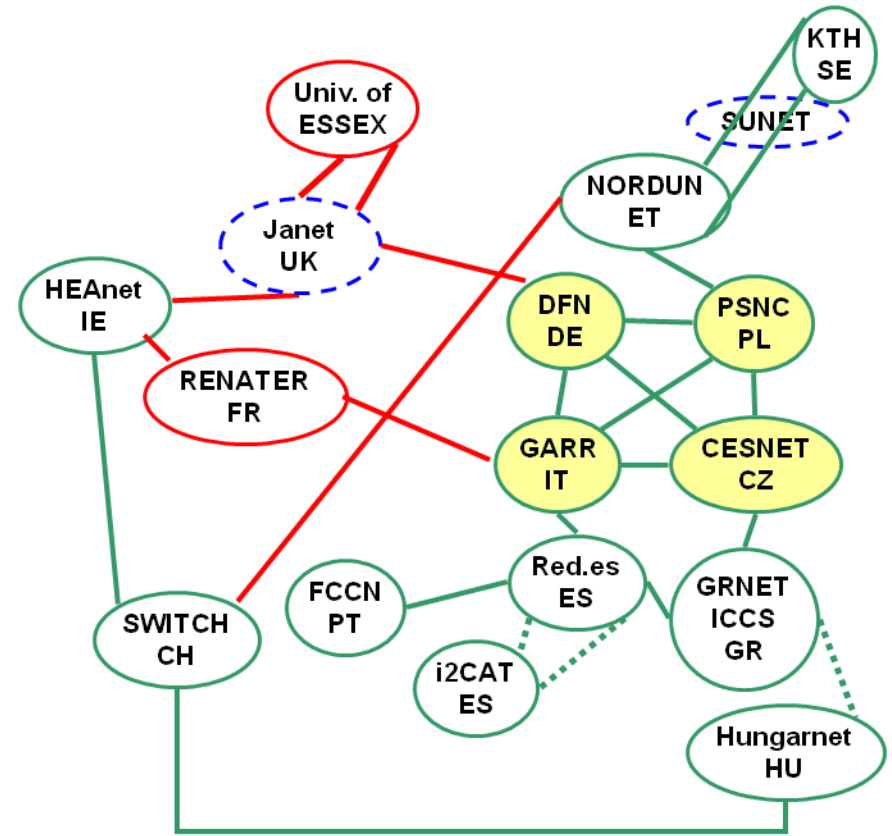 KTH
SE
Univ. of
ESSEX
SUNET
NORDUN
ET
Janet
UK
HEAnet
IE
DFN
DE
PSNC
PL
RENATER
FR
GARR
IT
CESNET
CZ
Red.es
ES
FCCN
PT
GRNET
ICCS
GR
SWITCH
CH
i2CAT
ES
Hungarnet
HU